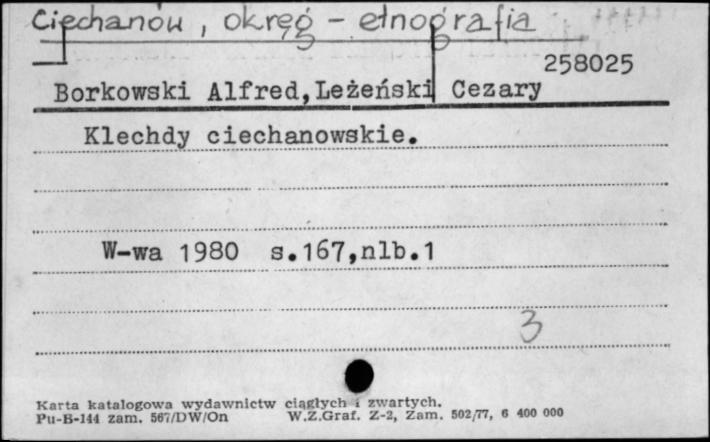 Ciechanów, okręg - etnografia
258025
Borkowski Alfred,Leżeński Cezary
Klechdy ciechanowskie.
W-wa 1980 s.167,nlb.1
3
Karta katalogowa wydawnictw ciągłych i zwartych.
Pu-B-144 zam. 567/DW/On W.Z.Graf. Z-2, Zam. 502/77, 6 400 000